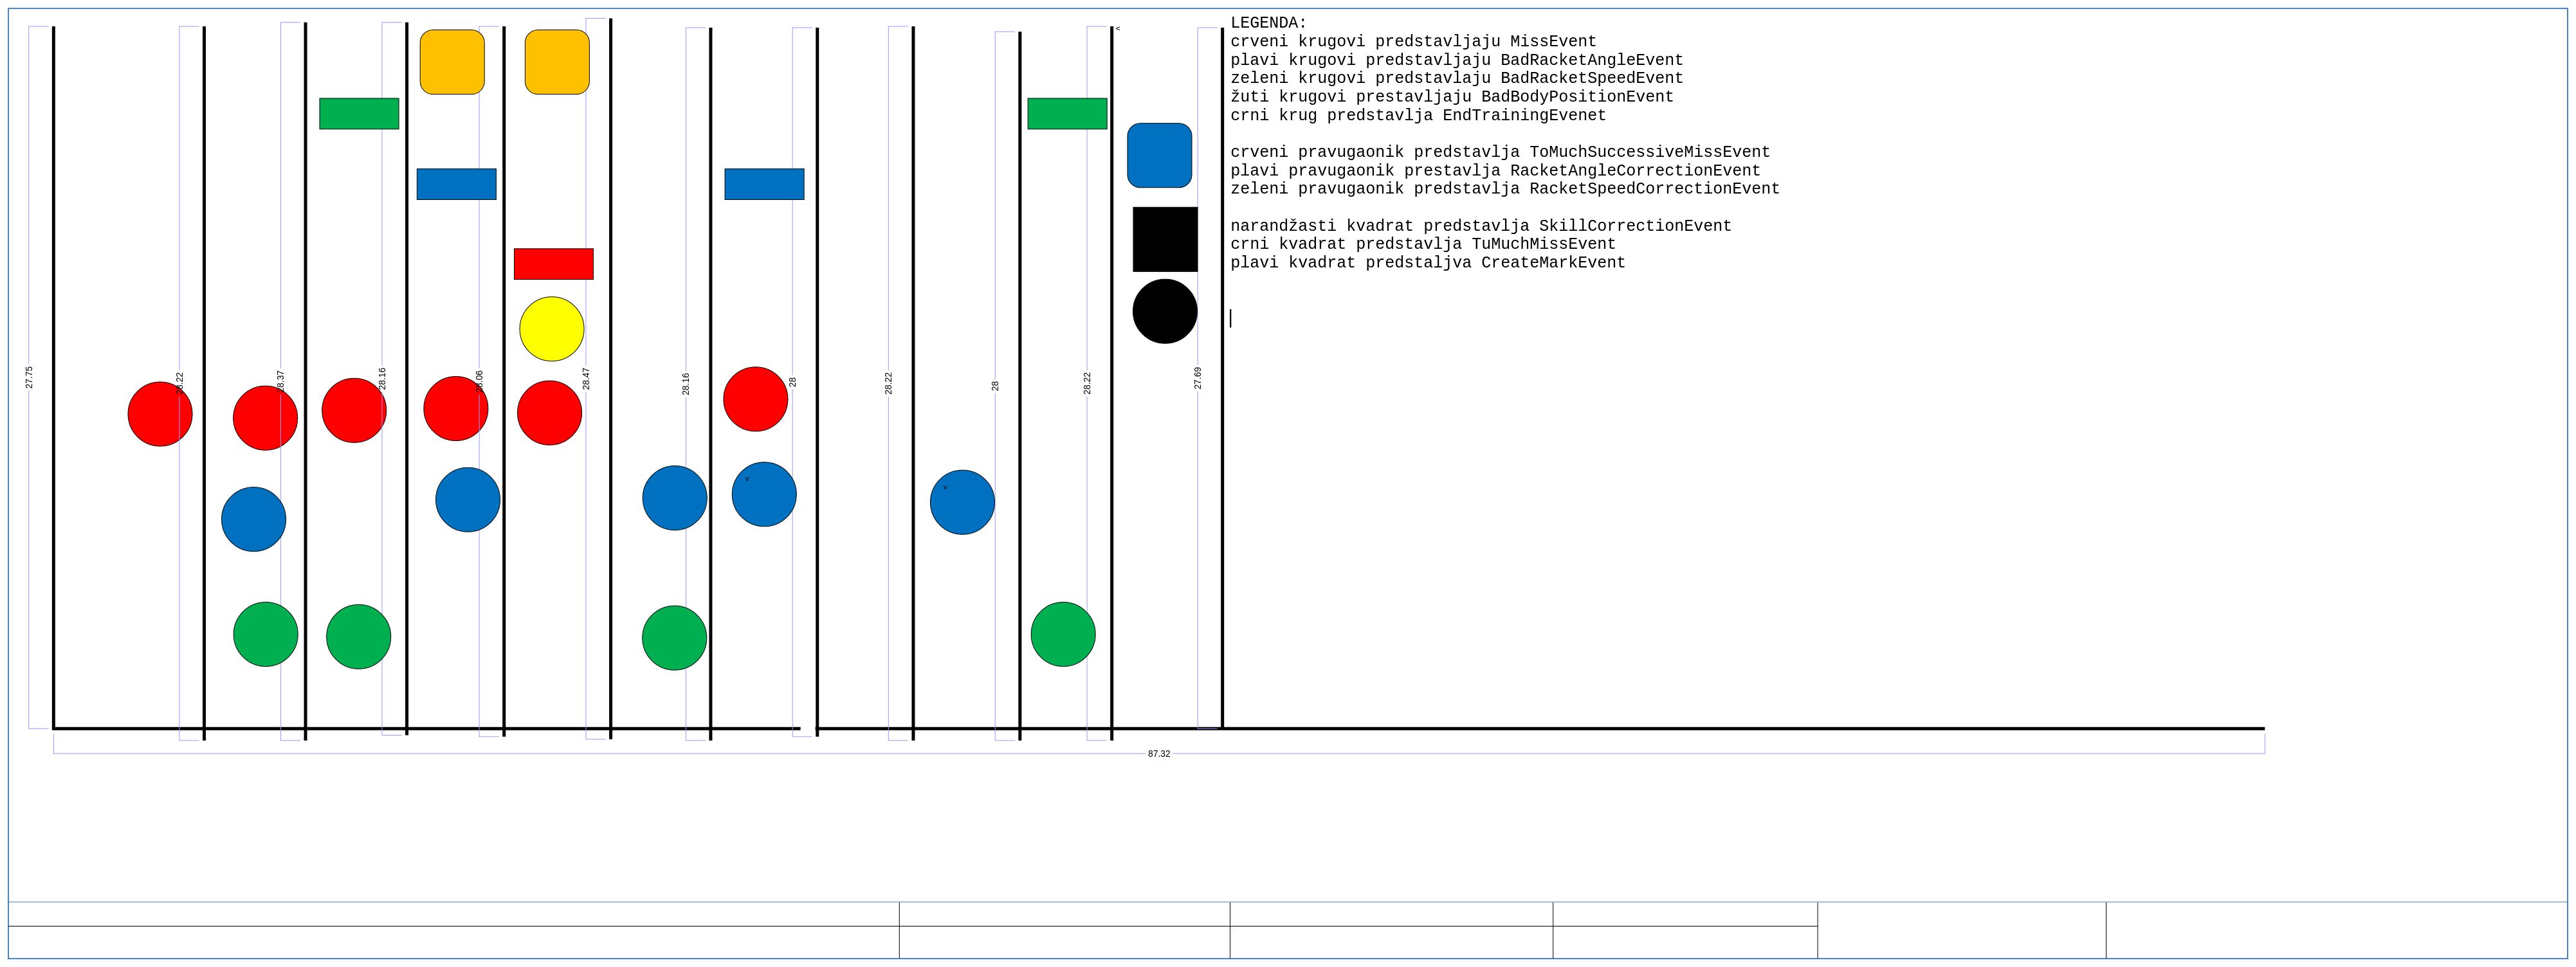 LEGENDA:
crveni krugovi predstavljaju MissEvent
plavi krugovi predstavljaju BadRacketAngleEvent
zeleni krugovi predstavlaju BadRacketSpeedEvent
žuti krugovi prestavljaju BadBodyPositionEvent
crni krug predstavlja EndTrainingEvenet
crveni pravugaonik predstavlja ToMuchSuccessiveMissEvent
plavi pravugaonik prestavlja RacketAngleCorrectionEvent
zeleni pravugaonik predstavlja RacketSpeedCorrectionEvent
narandžasti kvadrat predstavlja SkillCorrectionEvent
crni kvadrat predstavlja TuMuchMissEvent
plavi kvadrat predstaljva CreateMarkEvent
<
27.75
28.22
28.37
28.16
28.06
28.47
28.16
28
28.22
28
28.22
27.69
v
v
87.32